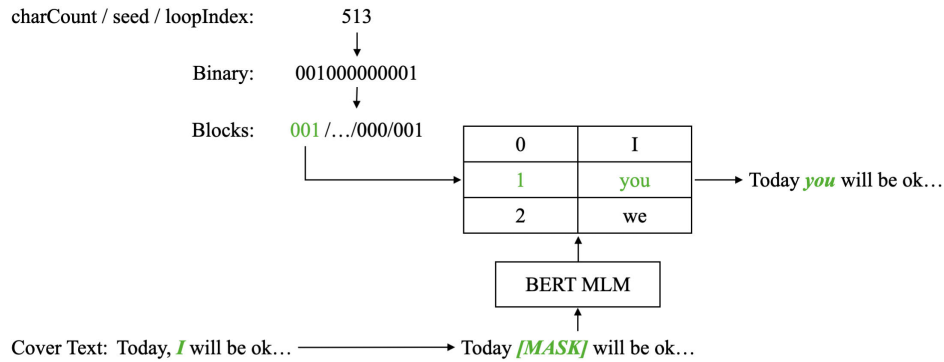 charCount / seed / loopIndex: 513
Binary: 001000000001
Blocks: 001 /…/000/001
0 I
1 you
2 we
Today you will be ok…
BERT MLM
Cover Text: Today, I will be ok…
Today [MASK] will be ok…